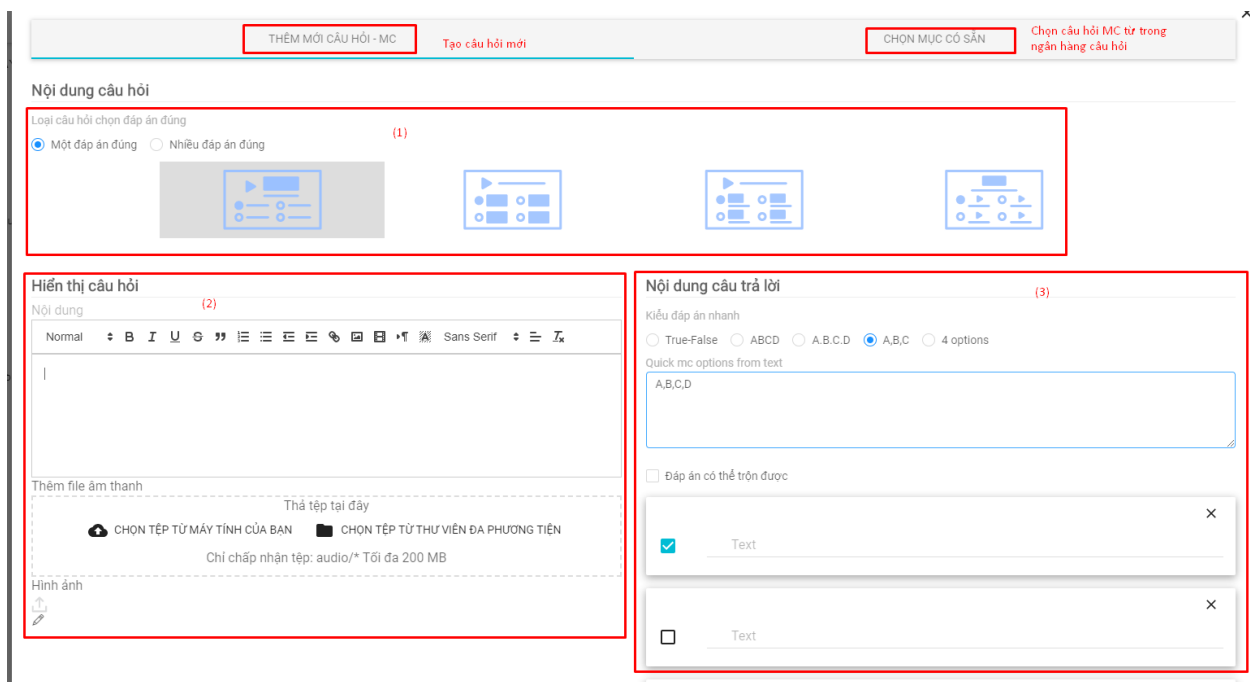 THÊM MỚI CÂU HỎI - MC
Tạo câu hỏi mới
CHỌN MỤC CÓ SẴN
Chọn câu hỏi MC từ trong
ngân hàng câu hỏi
Nội dung câu hỏi
Loại câu hỏi chọn đáp án đúng
(1)
Một đáp án đúng
Nhiều đáp án đúng
Hiển thị câu hỏi
(2)
Nội dung
Normal
Sans Serif
Thêm file âm thanh
Thả tệp tại đây
CHỌN TỆP TỪ MÁY TÍNH CỦA BẠN
CHỌN TỆP TỪ THƯ VIỆN ĐA PHƯƠNG TIỆN
Chỉ chấp nhận tệp: audio/* Tối đa 200 MB
Hình ảnh
Nội dung câu trả lời
(3)
Kiểu đáp án nhanh
True-False
ABCD
A.B.C.D
A,B,C
4 options
Quick mc options from text
A,B,C,D
Đáp án có thể trộn được
Text
Text